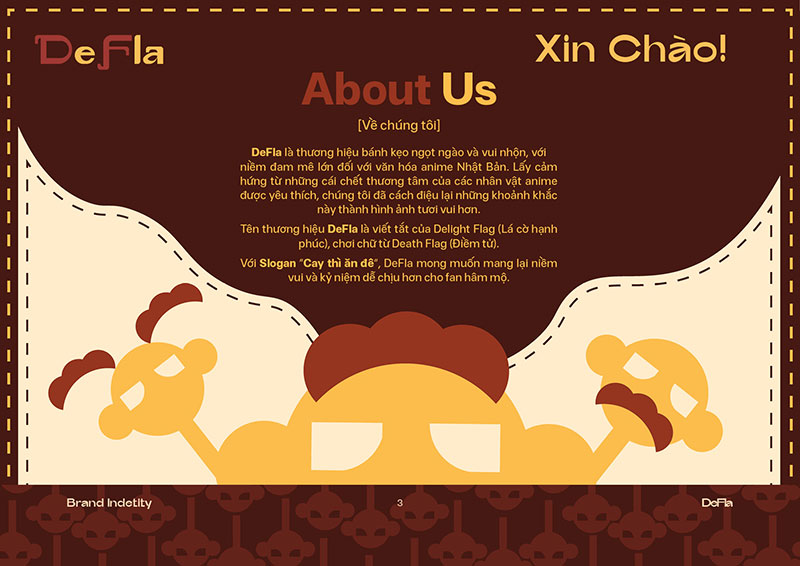 DeFla
Xin Chào!
About Us
[Về chúng tôi]
DeFla là thương hiệu bánh kẹo ngọt ngào và vui nhộn, với
niềm đam mê lớn đối với văn hóa anime Nhật Bản. Lấy cảm
hứng từ những cái chết thương tâm của các nhân vật anime
được yêu thích, chúng tôi đã cách điệu lại những khoảnh khắc
này thành hình ảnh tươi vui hơn.
Tên thương hiệu DeFla là viết tắt của Delight Flag (Lá cờ hạnh
phúc), chơi chữ từ Death Flag (Điềm tử).
Với Slogan "Cay thì ăn đê", DeFla mong muốn mang lại niềm
vui và kỷ niệm dễ chịu hơn cho fan hâm mộ.
Brand Indetity
3
DeFla